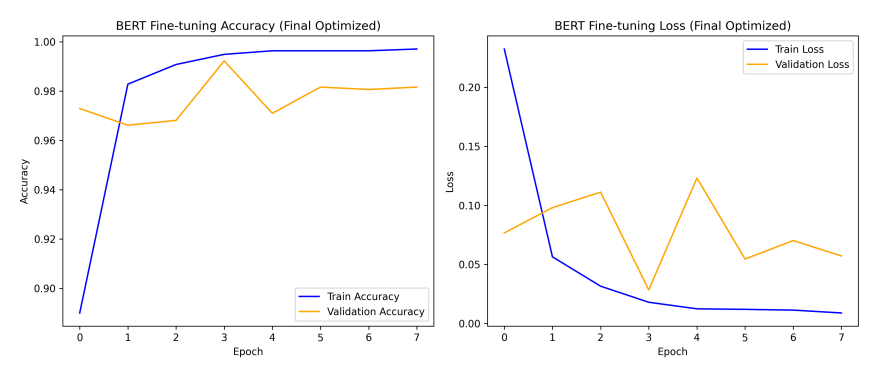 BERT Fine-tuning Accuracy (Final Optimized)
1.00
0.98
0.96
0.94
0.92
0.90
Accuracy
0
1
2
3
4
5
6
7
Epoch
Train Accuracy
Validation Accuracy
BERT Fine-tuning Loss (Final Optimized)
0.20
0.15
0.10
0.05
0.00
Loss
0
1
2
3
4
5
6
7
Epoch
Train Loss
Validation Loss